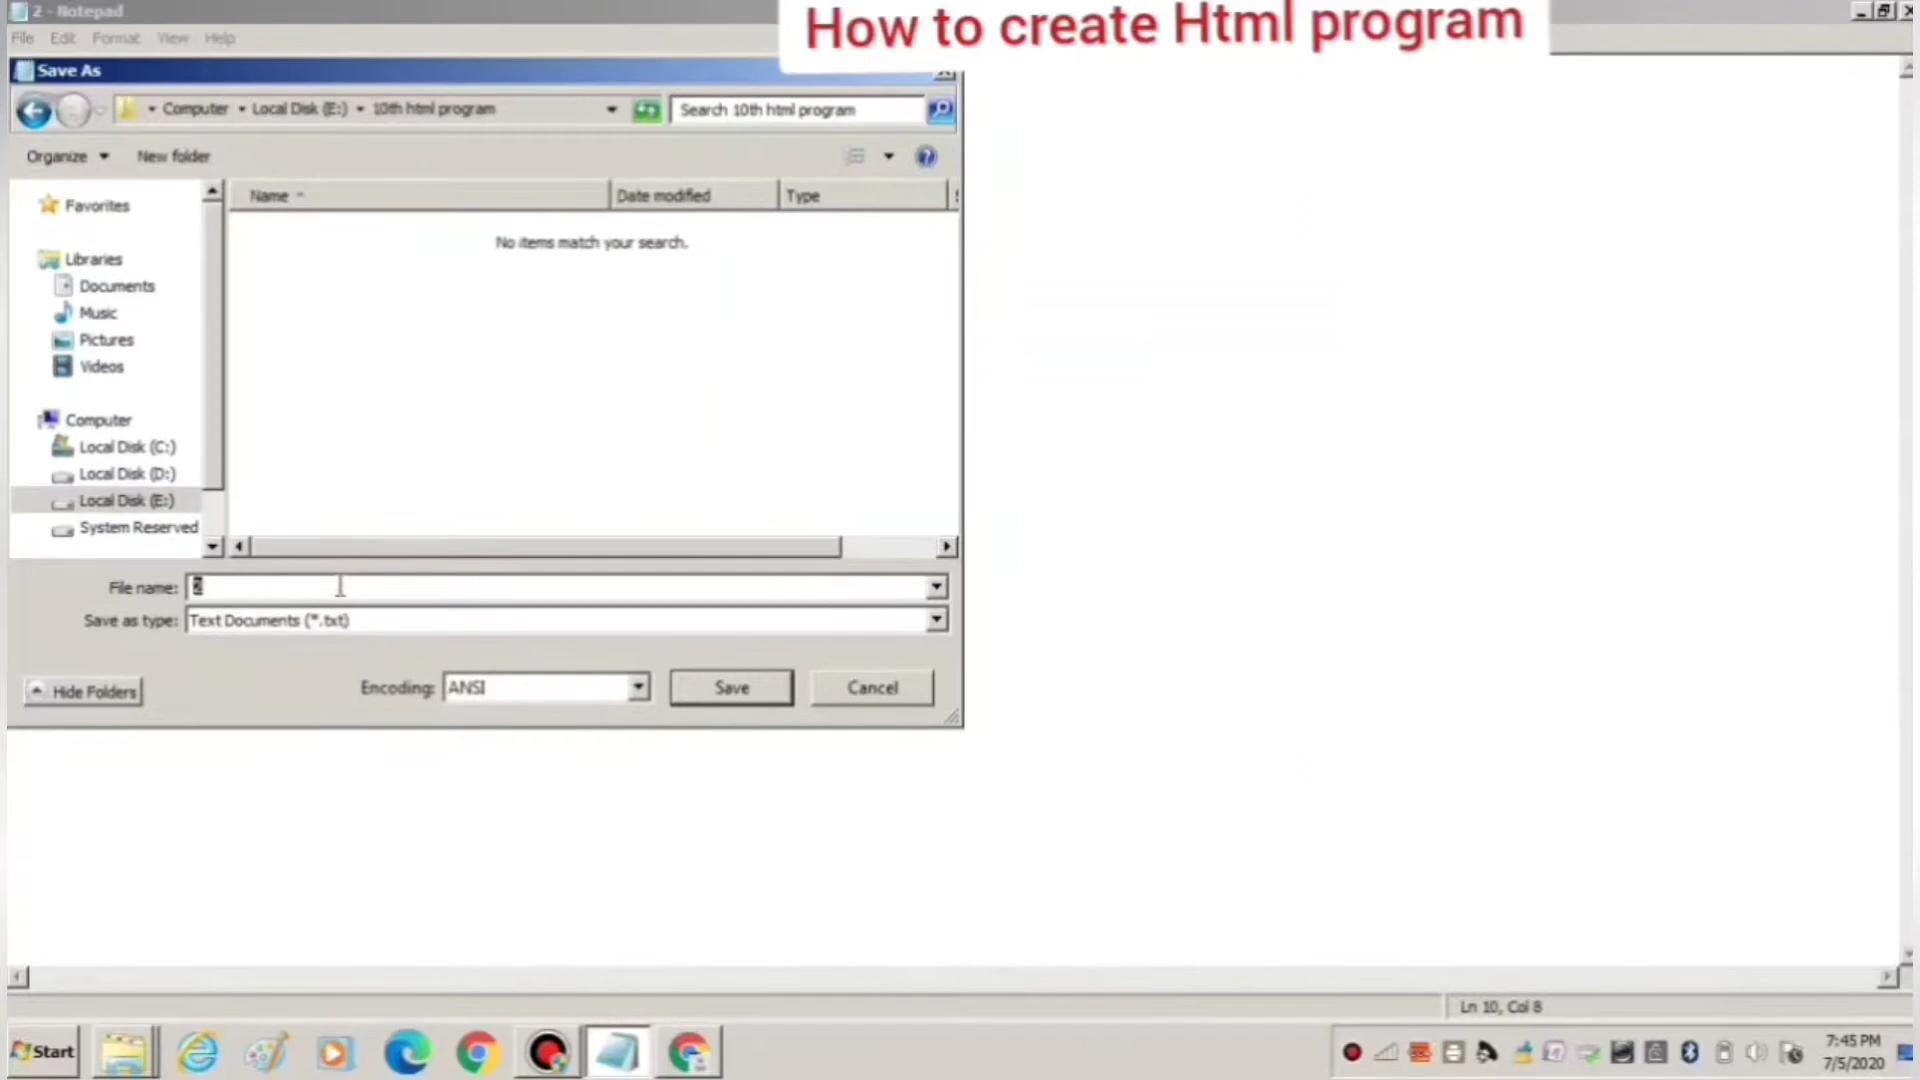 2 - Notepad
How to create Html program
File Edit Format View Help
Save As
Computer Local Disk (E:) 10th html program
Search 10th html program
Organize New folder
Name Date modified Type
No items match your search.
Favorites
Libraries
Documents
Music
Pictures
Videos
Computer
Local Disk (C:)
Local Disk (D:)
Local Disk (E:)
System Reserved
File name: 2
Save as type: Text Documents (*.txt)
Hide Folders
Encoding: ANSI
Save
Cancel
Ln 10, Col 8
Start
7:45 PM
7/5/2020